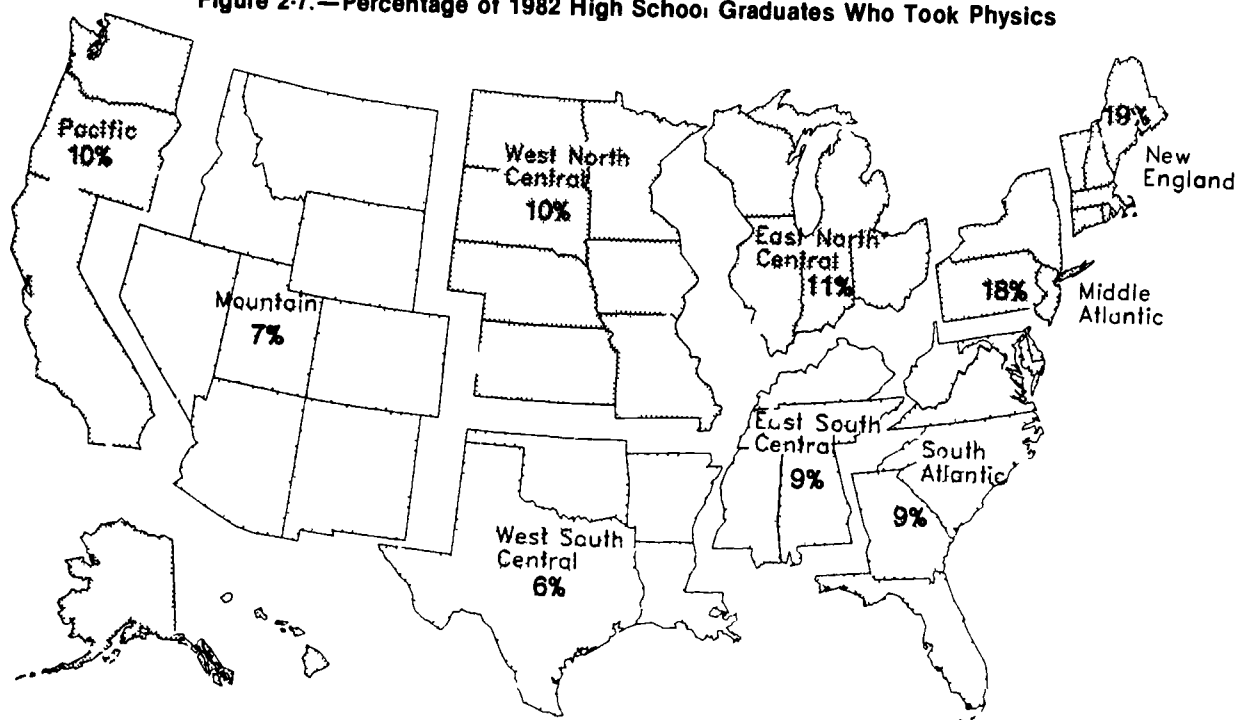 Figure 2-7.—Percentage of 1982 High School Graduates Who Took Physics
Pacific
10%
Mountain
7%
West North
Central
10%
East North
Central
11%
19%
New
England
18%
Middle
Atlantic
East South
Central
9%
South
Atlantic
9%
West South
Central
6%